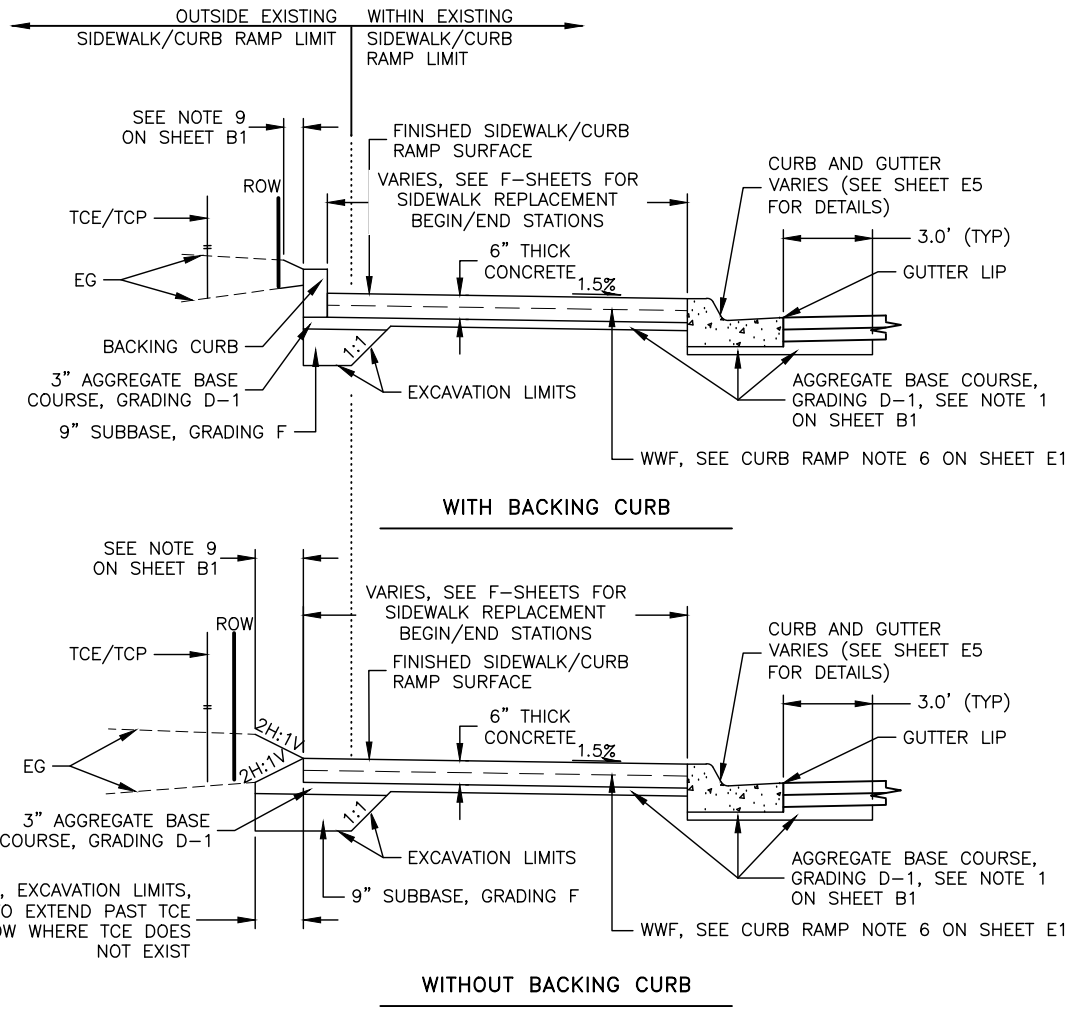 OUTSIDE EXISTING
SIDEWALK/CURB RAMP LIMIT
WITHIN EXISTING
SIDEWALK/CURB
RAMP LIMIT
SEE NOTE 9
ON SHEET B1
FINISHED SIDEWALK/CURB
RAMP SURFACE
ROW
VARIES, SEE F-SHEETS FOR
SIDEWALK REPLACEMENT
BEGIN/END STATIONS
CURB AND GUTTER
VARIES (SEE SHEET E5
FOR DETAILS)
TCE/TCP
3.0' (TYP)
6" THICK
CONCRETE
EG
1.5%
GUTTER LIP
BACKING CURB
1:1
3" AGGREGATE BASE
COURSE, GRADING D-1
EXCAVATION LIMITS
AGGREGATE BASE COURSE,
GRADING D-1, SEE NOTE 1
ON SHEET B1
9" SUBBASE, GRADING F
WWF, SEE CURB RAMP NOTE 6 ON SHEET E1
WITH BACKING CURB
SEE NOTE 9
ON SHEET B1
VARIES, SEE F-SHEETS FOR
SIDEWALK REPLACEMENT
BEGIN/END STATIONS
ROW
CURB AND GUTTER
VARIES (SEE SHEET E5
FOR DETAILS)
TCE/TCP
FINISHED SIDEWALK/CURB
RAMP SURFACE
3.0' (TYP)
6" THICK
CONCRETE
2H:1V
1.5%
GUTTER LIP
EG
2H:1V
1:1
3" AGGREGATE BASE
COURSE, GRADING D-1
EXCAVATION LIMITS
AGGREGATE BASE COURSE,
GRADING D-1, SEE NOTE 1
ON SHEET B1
, EXCAVATION LIMITS,
O EXTEND PAST TCE
OW WHERE TCE DOES
NOT EXIST
9" SUBBASE, GRADING F
WWF, SEE CURB RAMP NOTE 6 ON SHEET E1
WITHOUT BACKING CURB